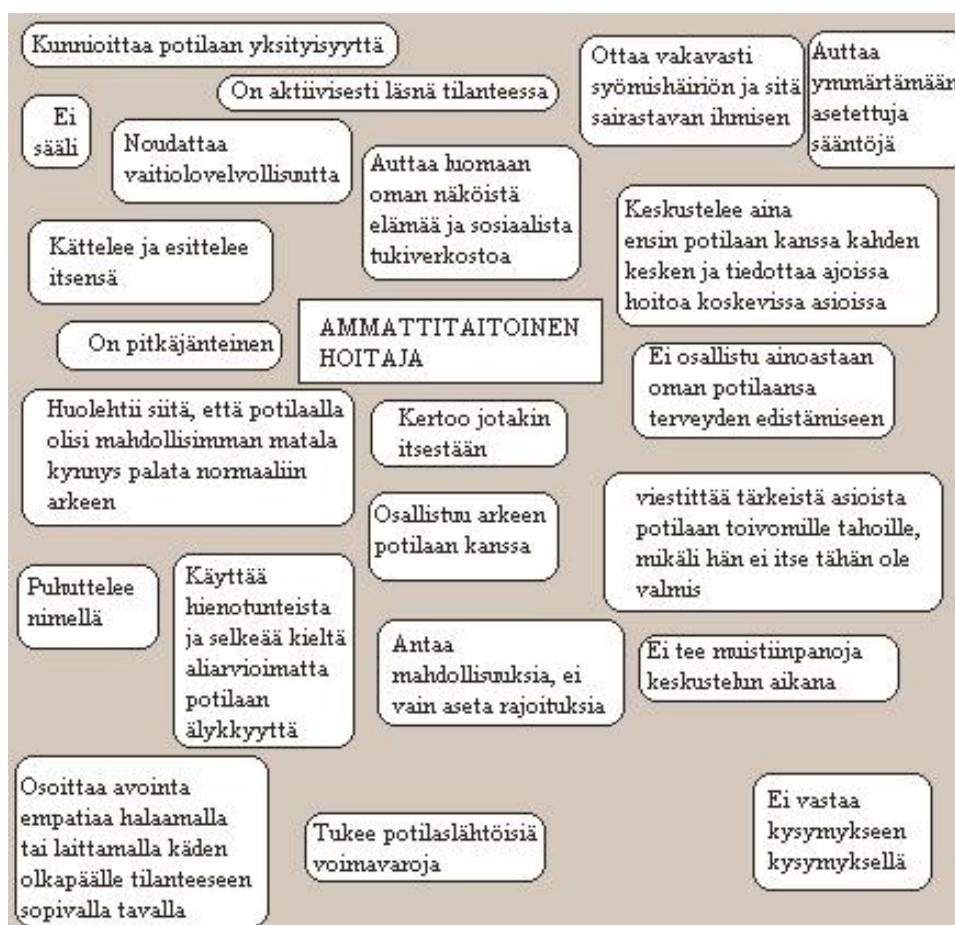 Kunnioittaa potilaan yksityisyyttä
On aktiivisesti läsnä tilanteessa
Ottaa vakavasti
syömishäiriön ja sitä
sairastavan ihmisen
Auttaa
ymmärtämään
asetettuja
sääntöjä
Ei
sääli
Noudattaa
vaitiolovelvollisuutta
Auttaa luomaan
oman näköistä
elämää ja sosiaalista
tukiverkostoa
Keskustelee aina
ensin potilaan kanssa kahden
kesken ja tiedottaa ajoissa
hoitoa koskevissa asioissa
Kättelee ja esittelee
itsensä
On pitkäjänteinen
AMMATTITAITOINEN
HOITAJA
Ei osallistu ainoastaan
oman potilaansa
terveyden edistämiseen
Huolehtii siitä, että potilaalla
olisi mahdollisimman matala
kynnys palata normaaliin
arkeen
Kertoo jotakin
itsestään
Osallistuu arkeen
potilaan kanssa
viestittää tärkeistä asioista
potilaan toivomille tahoille,
mikäli hän ei itse tähän ole
valmis
Puhuttelee
nimellä
Käyttää
hienotunteista
ja selkeää kieltä
aliarvioimatta
potilaan
älykkyyttä
Antaa
mahdollisuuksia, ei
vain aseta rajoituksia
Ei tee muistiinpanoja
keskustelun aikana
Osoittaa avointa
empatiaa halaamalla
tai laittamalla käden
olkapäälle tilanteeseen
sopivalla tavalla
Tukee potilaslähtöisiä
voimavaroja
Ei vastaa
kysymykseen
kysymyksellä